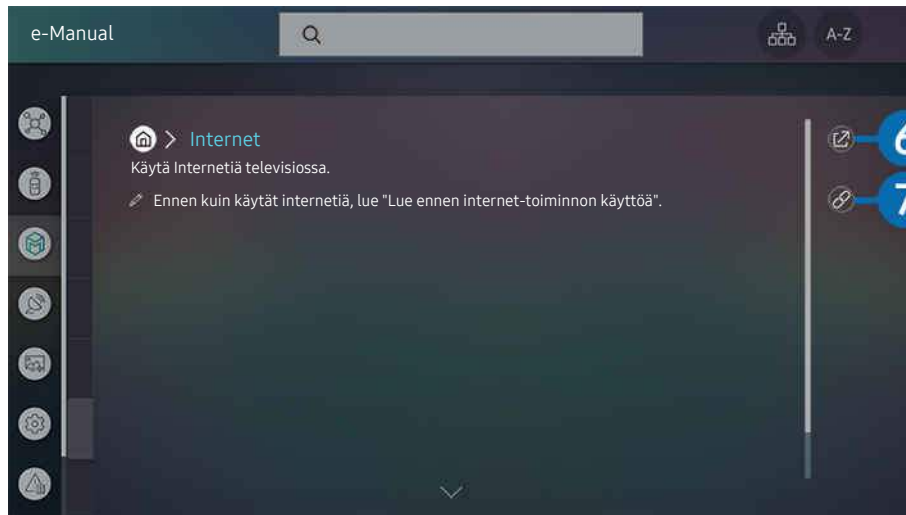 e-Manual
A-Z
Internet
Käytä Internetiä televisiossa.
Ennen kuin käytät internetiä, lue "Lue ennen internet-toiminnon käyttöä".
6
7